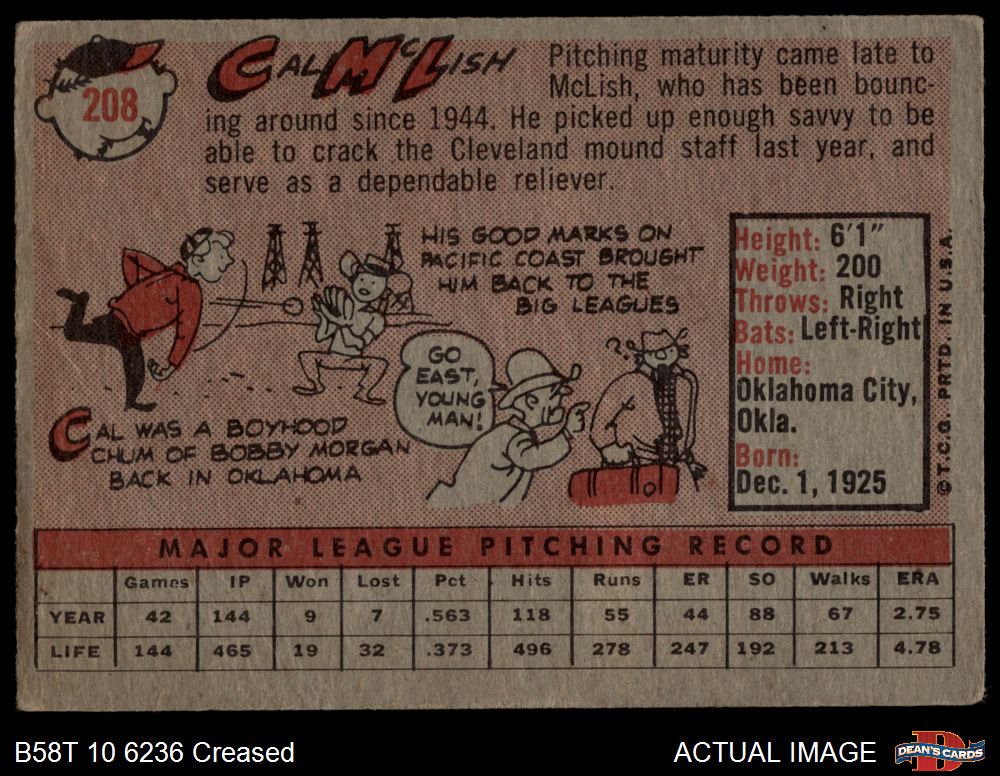 208
CAL MCLISH
Pitching maturity came late to
McLish, who has been bounc-
ing around since 1944. He picked up enough savvy to be
able to crack the Cleveland mound staff last year, and
serve as a dependable reliever.
HIS GOOD MARKS ON
PACIFIC COAST BROUGHT
HIM BACK TO THE
BIG LEAGUES
GO
EAST,
YOUNG
MAN!
CAL WAS A BOYHOOD
CHUM OF BOBBY MORGAN
BACK IN OKLAHOMA
Height: 6'1"
Weight: 200
Throws: Right
Bats: Left-Right
Home:
Oklahoma City,
Okla.
Born:
Dec. 1, 1925
© T.C.G. PRTD. IN U.S.A.
MAJOR LEAGUE PITCHING RECORD
Games IP Won Lost Pct Hits Runs ER SO Walks ERA
YEAR 42 144 9 7 .563 118 55 44 88 67 2.75
LIFE 144 465 19 32 .373 496 278 247 192 213 4.78
B58T 10 6236 Creased
ACTUAL IMAGE
DEAN'S CARDS